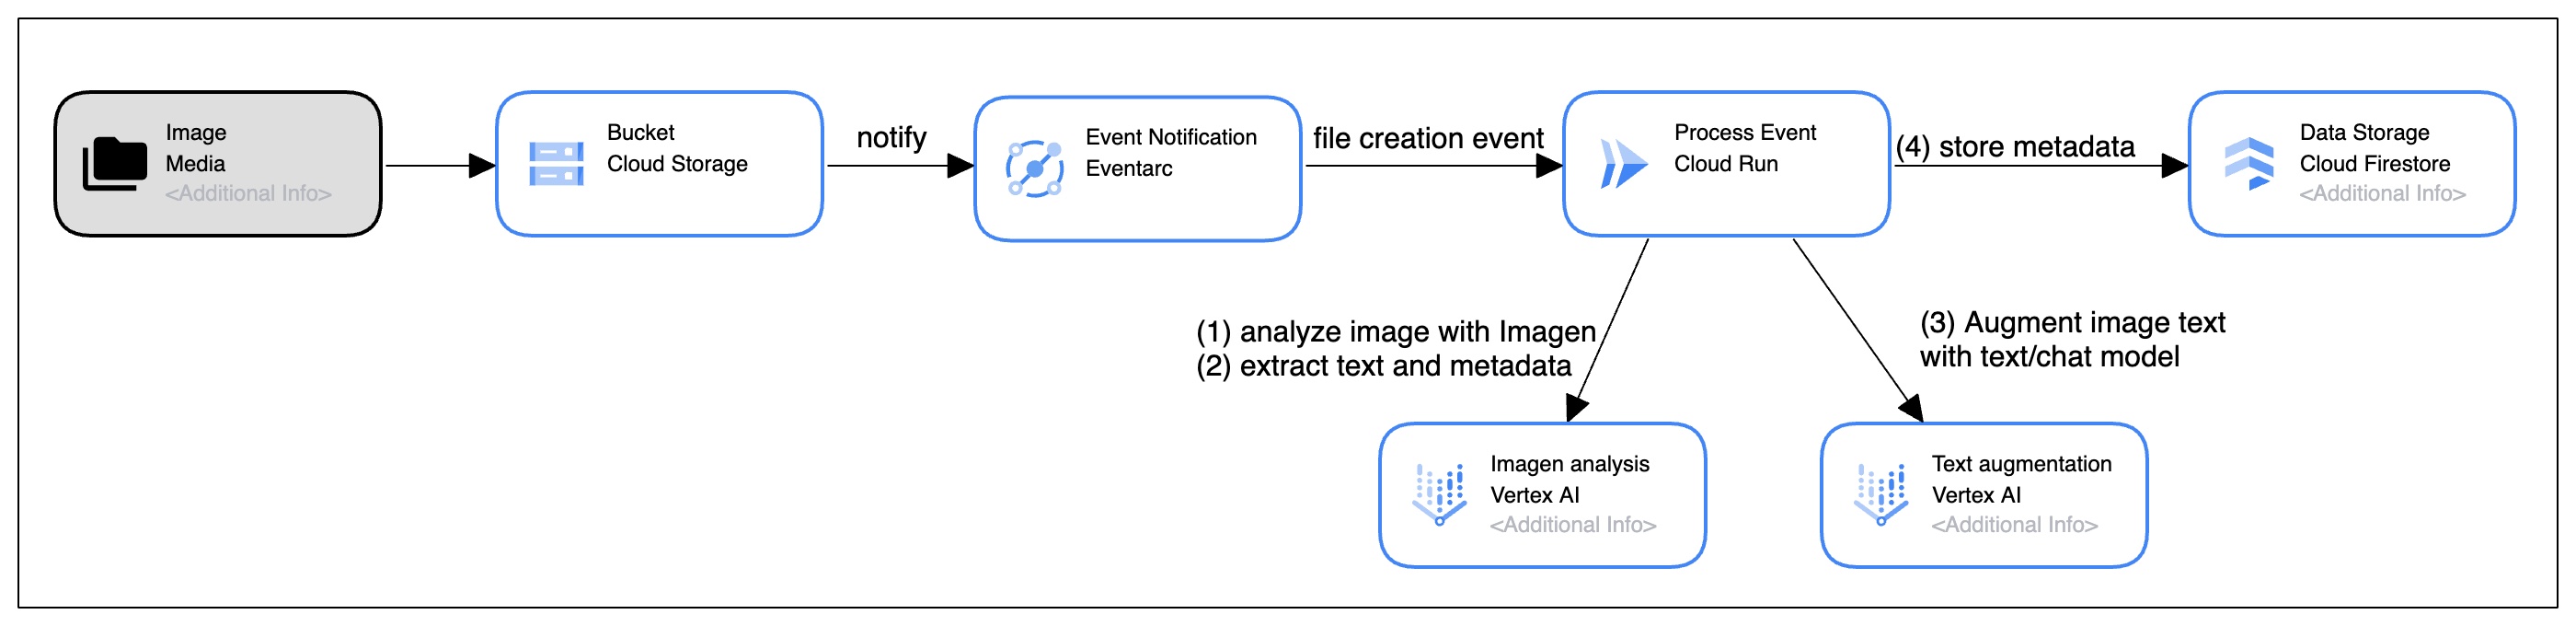 Image
Media
<Additional Info>
Bucket
Cloud Storage
notify
Event Notification
Eventarc
file creation event
Process Event
Cloud Run
(4) store metadata
Data Storage
Cloud Firestore
<Additional Info>
(1) analyze image with Imagen
(2) extract text and metadata
(3) Augment image text
with text/chat model
Imagen analysis
Vertex AI
<Additional Info>
Text augmentation
Vertex AI
<Additional Info>